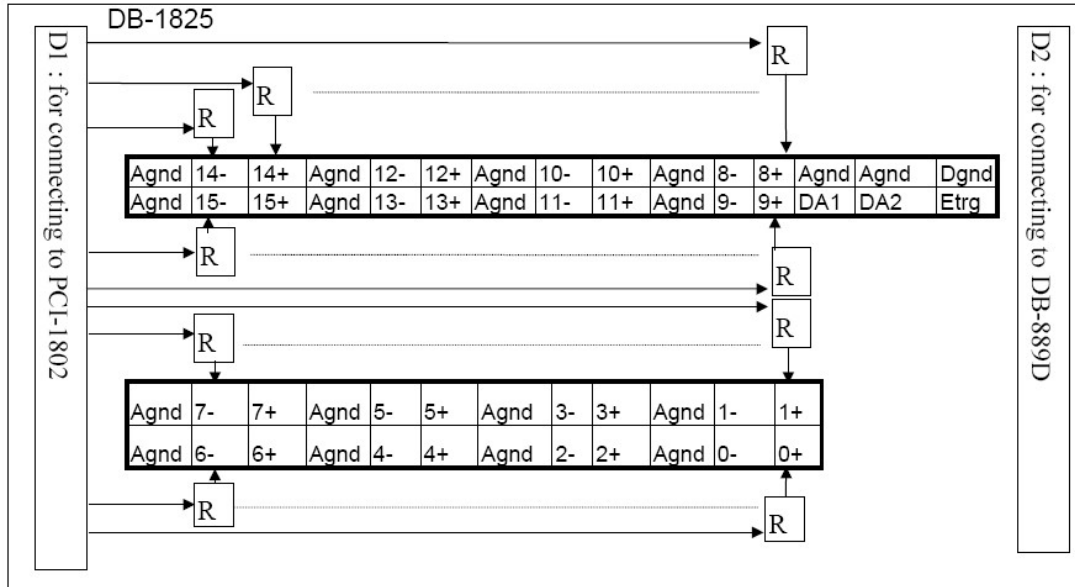 DB-1825
D1 : for connecting to PCI-1802
D2 : for connecting to DB-889D
R
R
R
Agnd 14- 14+ Agnd 12- 12+ Agnd 10- 10+ Agnd 8- 8+ Agnd Agnd Dgnd
Agnd 15- 15+ Agnd 13- 13+ Agnd 11- 11+ Agnd 9- 9+ DA1 DA2 Etrg
R
R
R
R
Agnd 7- 7+ Agnd 5- 5+ Agnd 3- 3+ Agnd 1- 1+
Agnd 6- 6+ Agnd 4- 4+ Agnd 2- 2+ Agnd 0- 0+
R
R